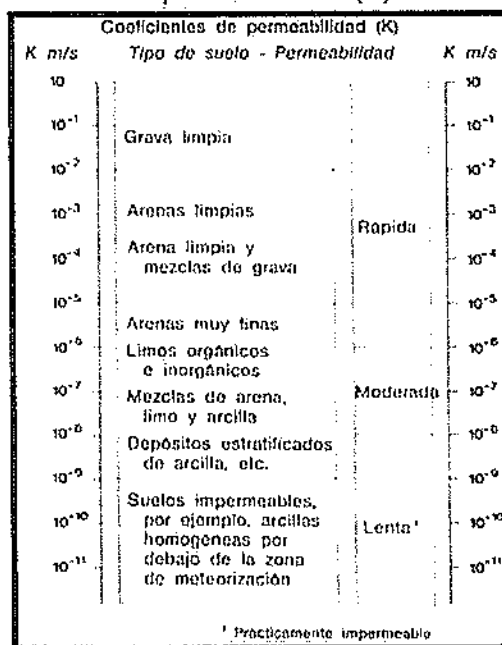 Coeficientes de permeabilidad (K)
K m/s Tipo de suelo - Permeabilidad K m/s
10 10
10⁻¹ 10⁻¹
Grava limpia
10⁻² 10⁻²
10⁻³ Arenas limpias 10⁻³
Rápida
10⁻⁴ Arena limpia y 10⁻⁴
mezclas de grava
10⁻⁵ 10⁻⁵
Arenas muy finas
10⁻⁶ Limos orgánicos 10⁻⁶
e inorgánicos
10⁻⁷ Mezclas de arena, Moderada 10⁻⁷
limo y arcilla
10⁻⁸ Depósitos estratificados 10⁻⁸
de arcilla, etc.
10⁻⁹ 10⁻⁹
Suelos impermeables,
10⁻¹⁰ por ejemplo, arcillas Lenta¹ 10⁻¹⁰
homogéneas por
debajo de la zona
10⁻¹¹ de meteorización 10⁻¹¹
¹ Prácticamente impermeable